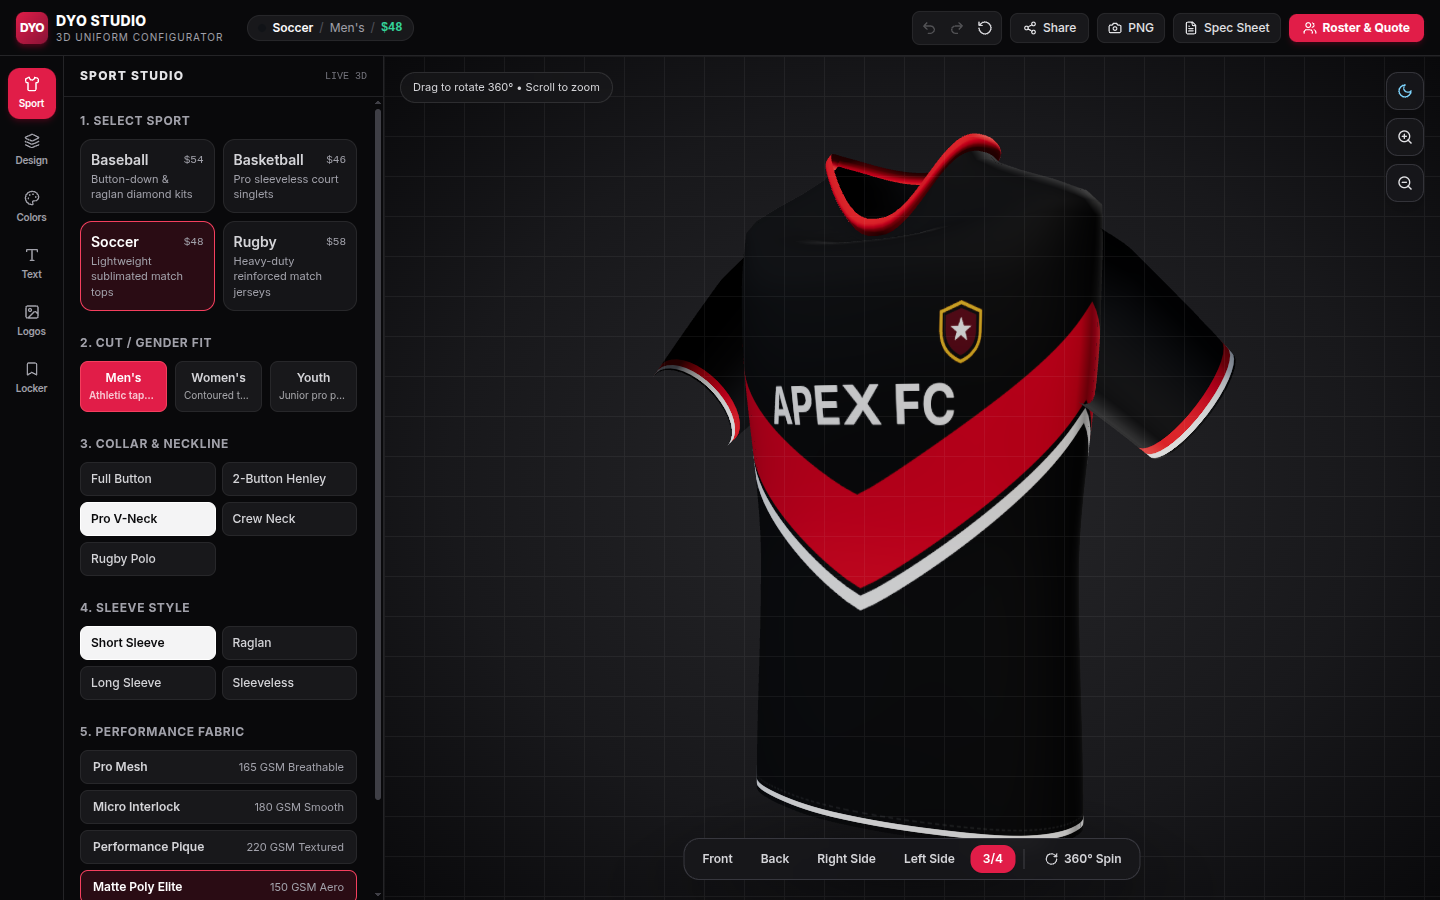 DYO
DYO STUDIO
3D UNIFORM CONFIGURATOR
Soccer / Men's / $48
Share
PNG
Spec Sheet
Roster & Quote
Sport
Design
Colors
Text
Logos
Locker
SPORT STUDIO
LIVE 3D
1. SELECT SPORT
Baseball $54
Button-down &
raglan diamond kits
Basketball $46
Pro sleeveless court
singlets
Soccer $48
Lightweight
sublimated match
tops
Rugby $58
Heavy-duty
reinforced match
jerseys
2. CUT / GENDER FIT
Men's
Athletic tap...
Women's
Contoured t...
Youth
Junior pro p...
3. COLLAR & NECKLINE
Full Button
2-Button Henley
Pro V-Neck
Crew Neck
Rugby Polo
4. SLEEVE STYLE
Short Sleeve
Raglan
Long Sleeve
Sleeveless
5. PERFORMANCE FABRIC
Pro Mesh 165 GSM Breathable
Micro Interlock 180 GSM Smooth
Performance Pique 220 GSM Textured
Matte Poly Elite 150 GSM Aero
Drag to rotate 360° • Scroll to zoom
APEX FC
Front
Back
Right Side
Left Side
3/4
360° Spin